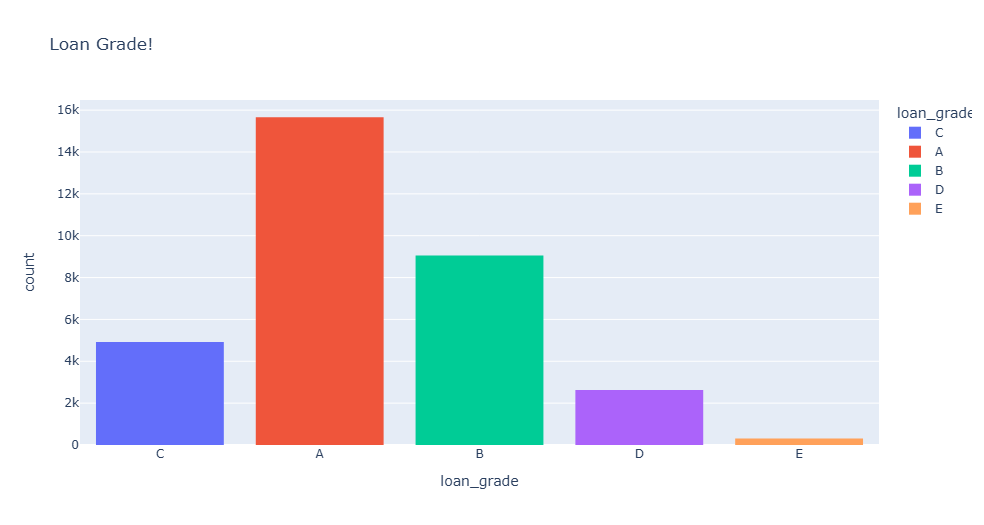 Loan Grade!
16k
14k
12k
10k
8k
6k
4k
2k
0
count
C
A
B
D
E
loan_grade
loan_grade
C
A
B
D
E